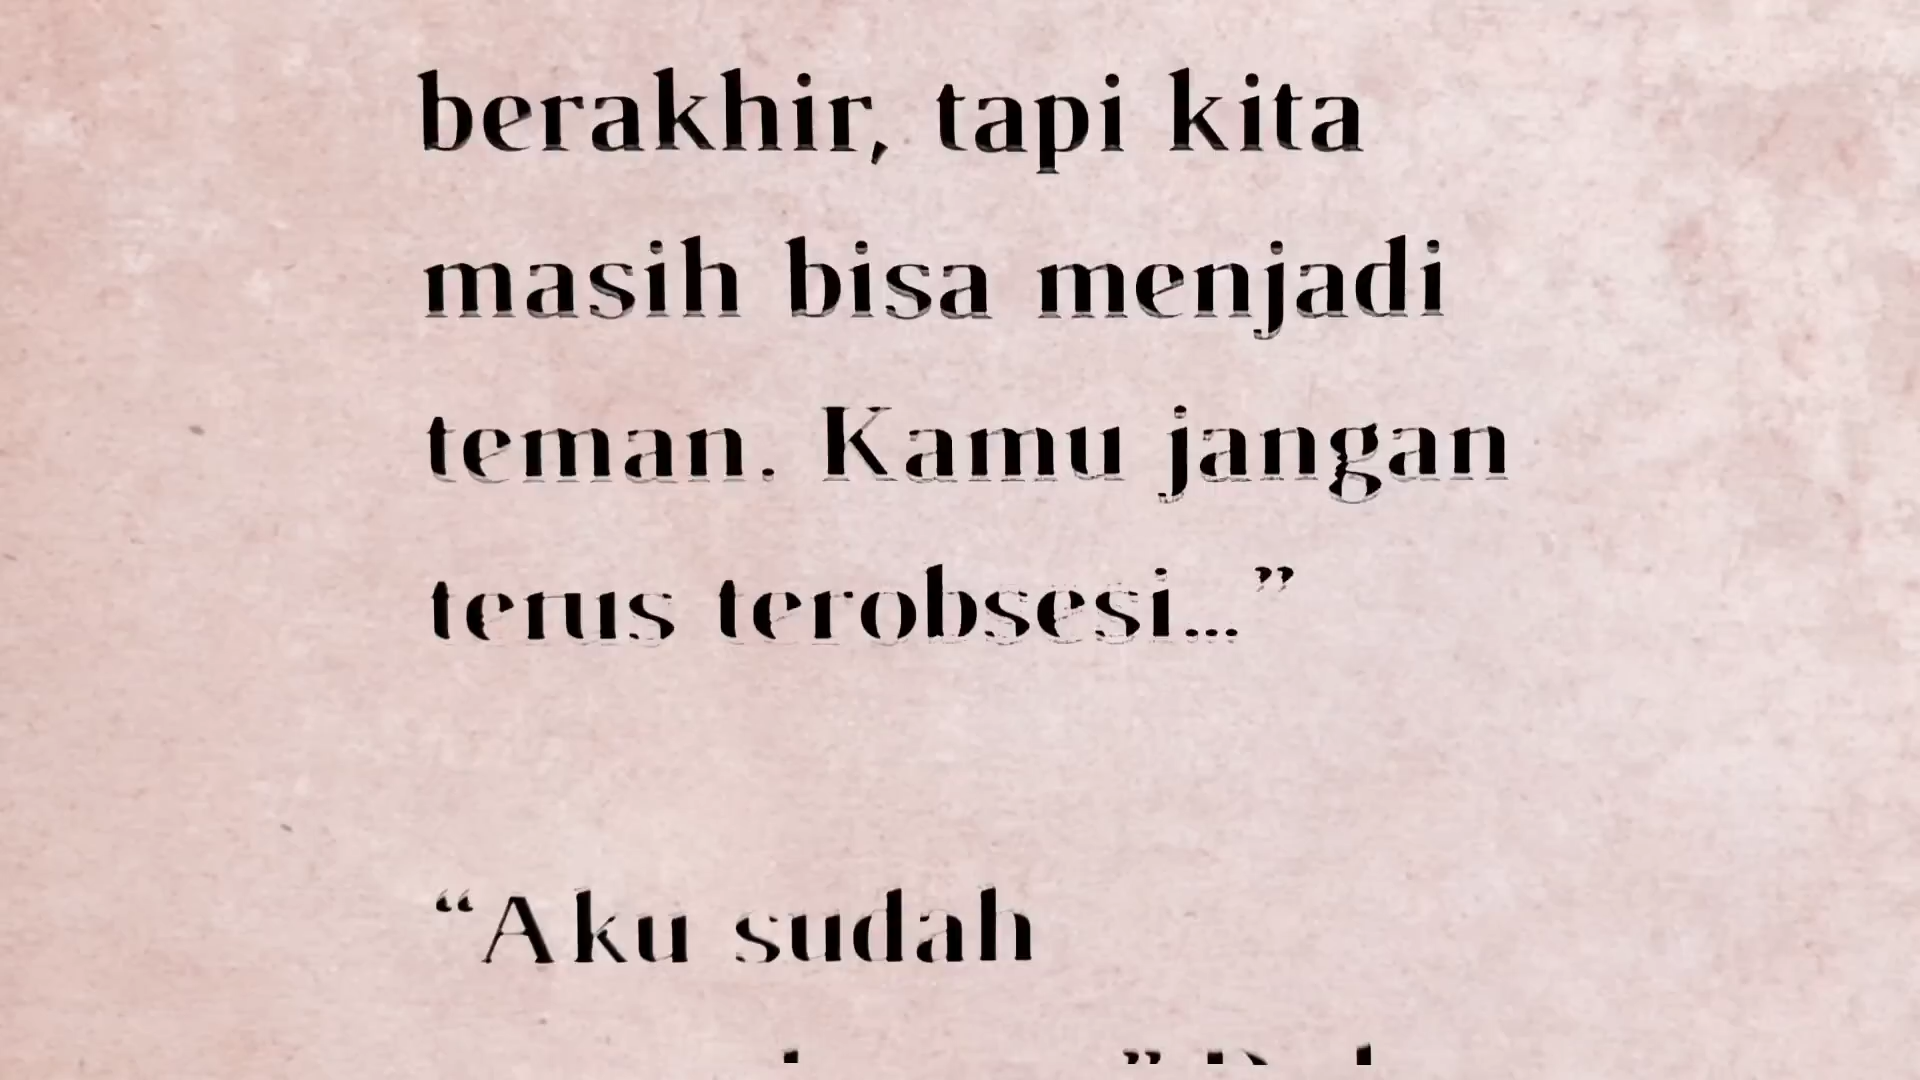 berakhir, tapi kita
masih bisa menjadi
teman. Kamu jangan
terus terobsesi...”
“Aku sudah